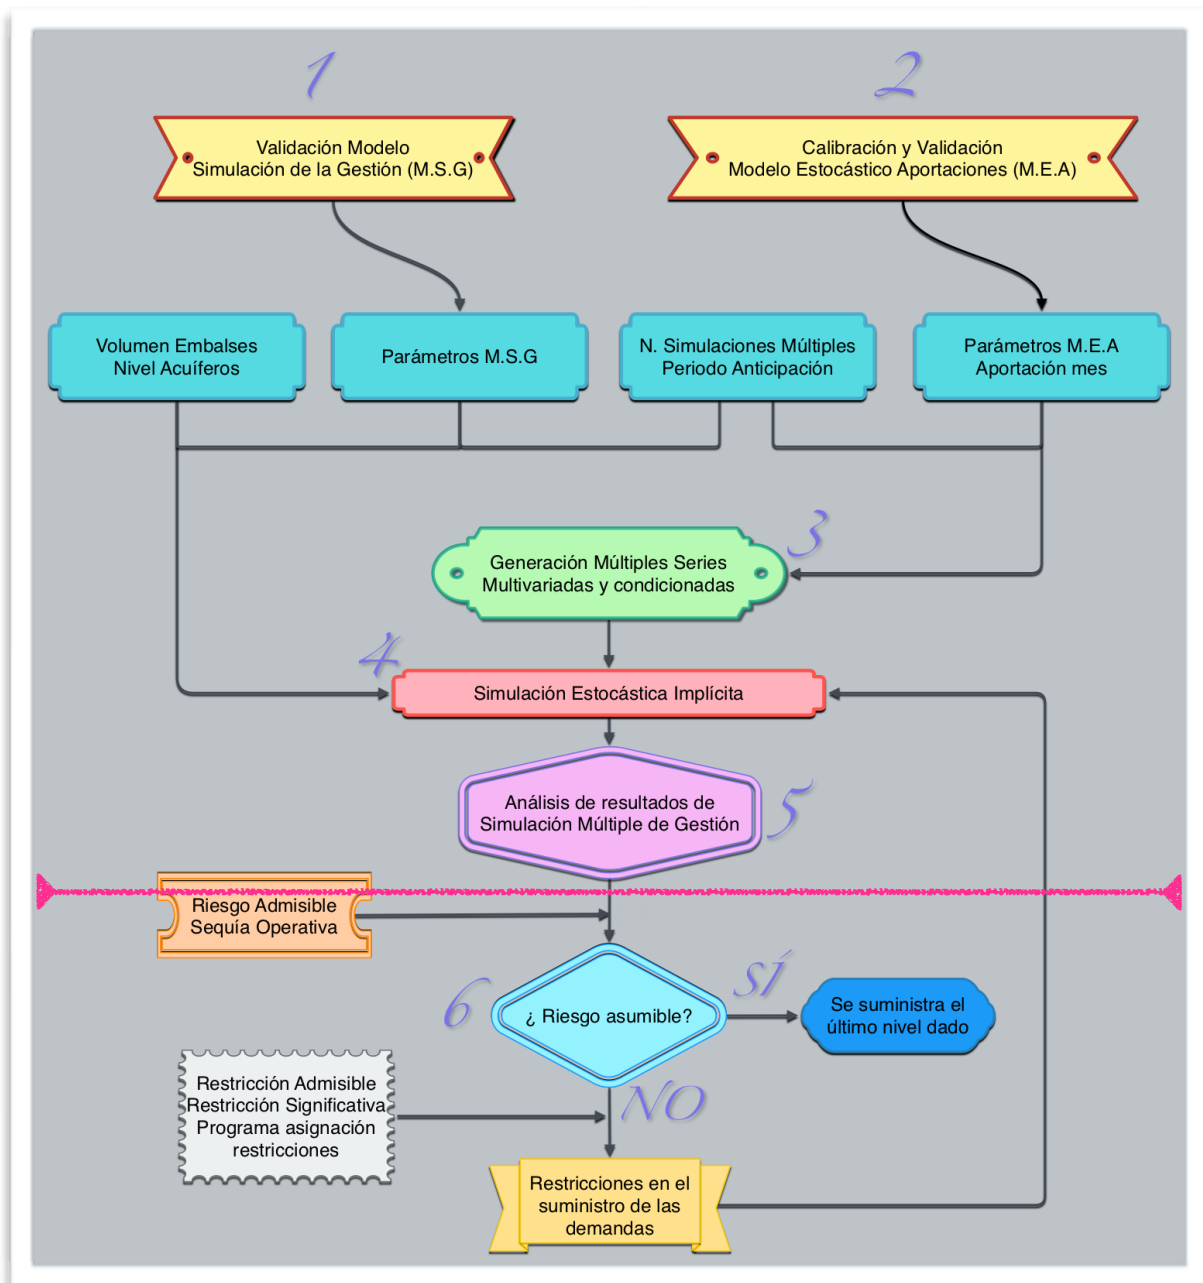 1
2
Validación Modelo
Simulación de la Gestión (M.S.G)
Calibración y Validación
Modelo Estocástico Aportaciones (M.E.A)
Volumen Embalses
Nivel Acuíferos
Parámetros M.S.G
N. Simulaciones Múltiples
Periodo Anticipación
Parámetros M.E.A
Aportación mes
3
Generación Múltiples Series
Multivariadas y condicionadas
4
Simulación Estocástica Implícita
5
Análisis de resultados de
Simulación Múltiple de Gestión
Riesgo Admisible
Sequía Operativa
6
¿ Riesgo asumible?
SÍ
Se suministra el
último nivel dado
NO
Restricción Admisible
Restricción Significativa
Programa asignación
restricciones
Restricciones en el
suministro de las
demandas